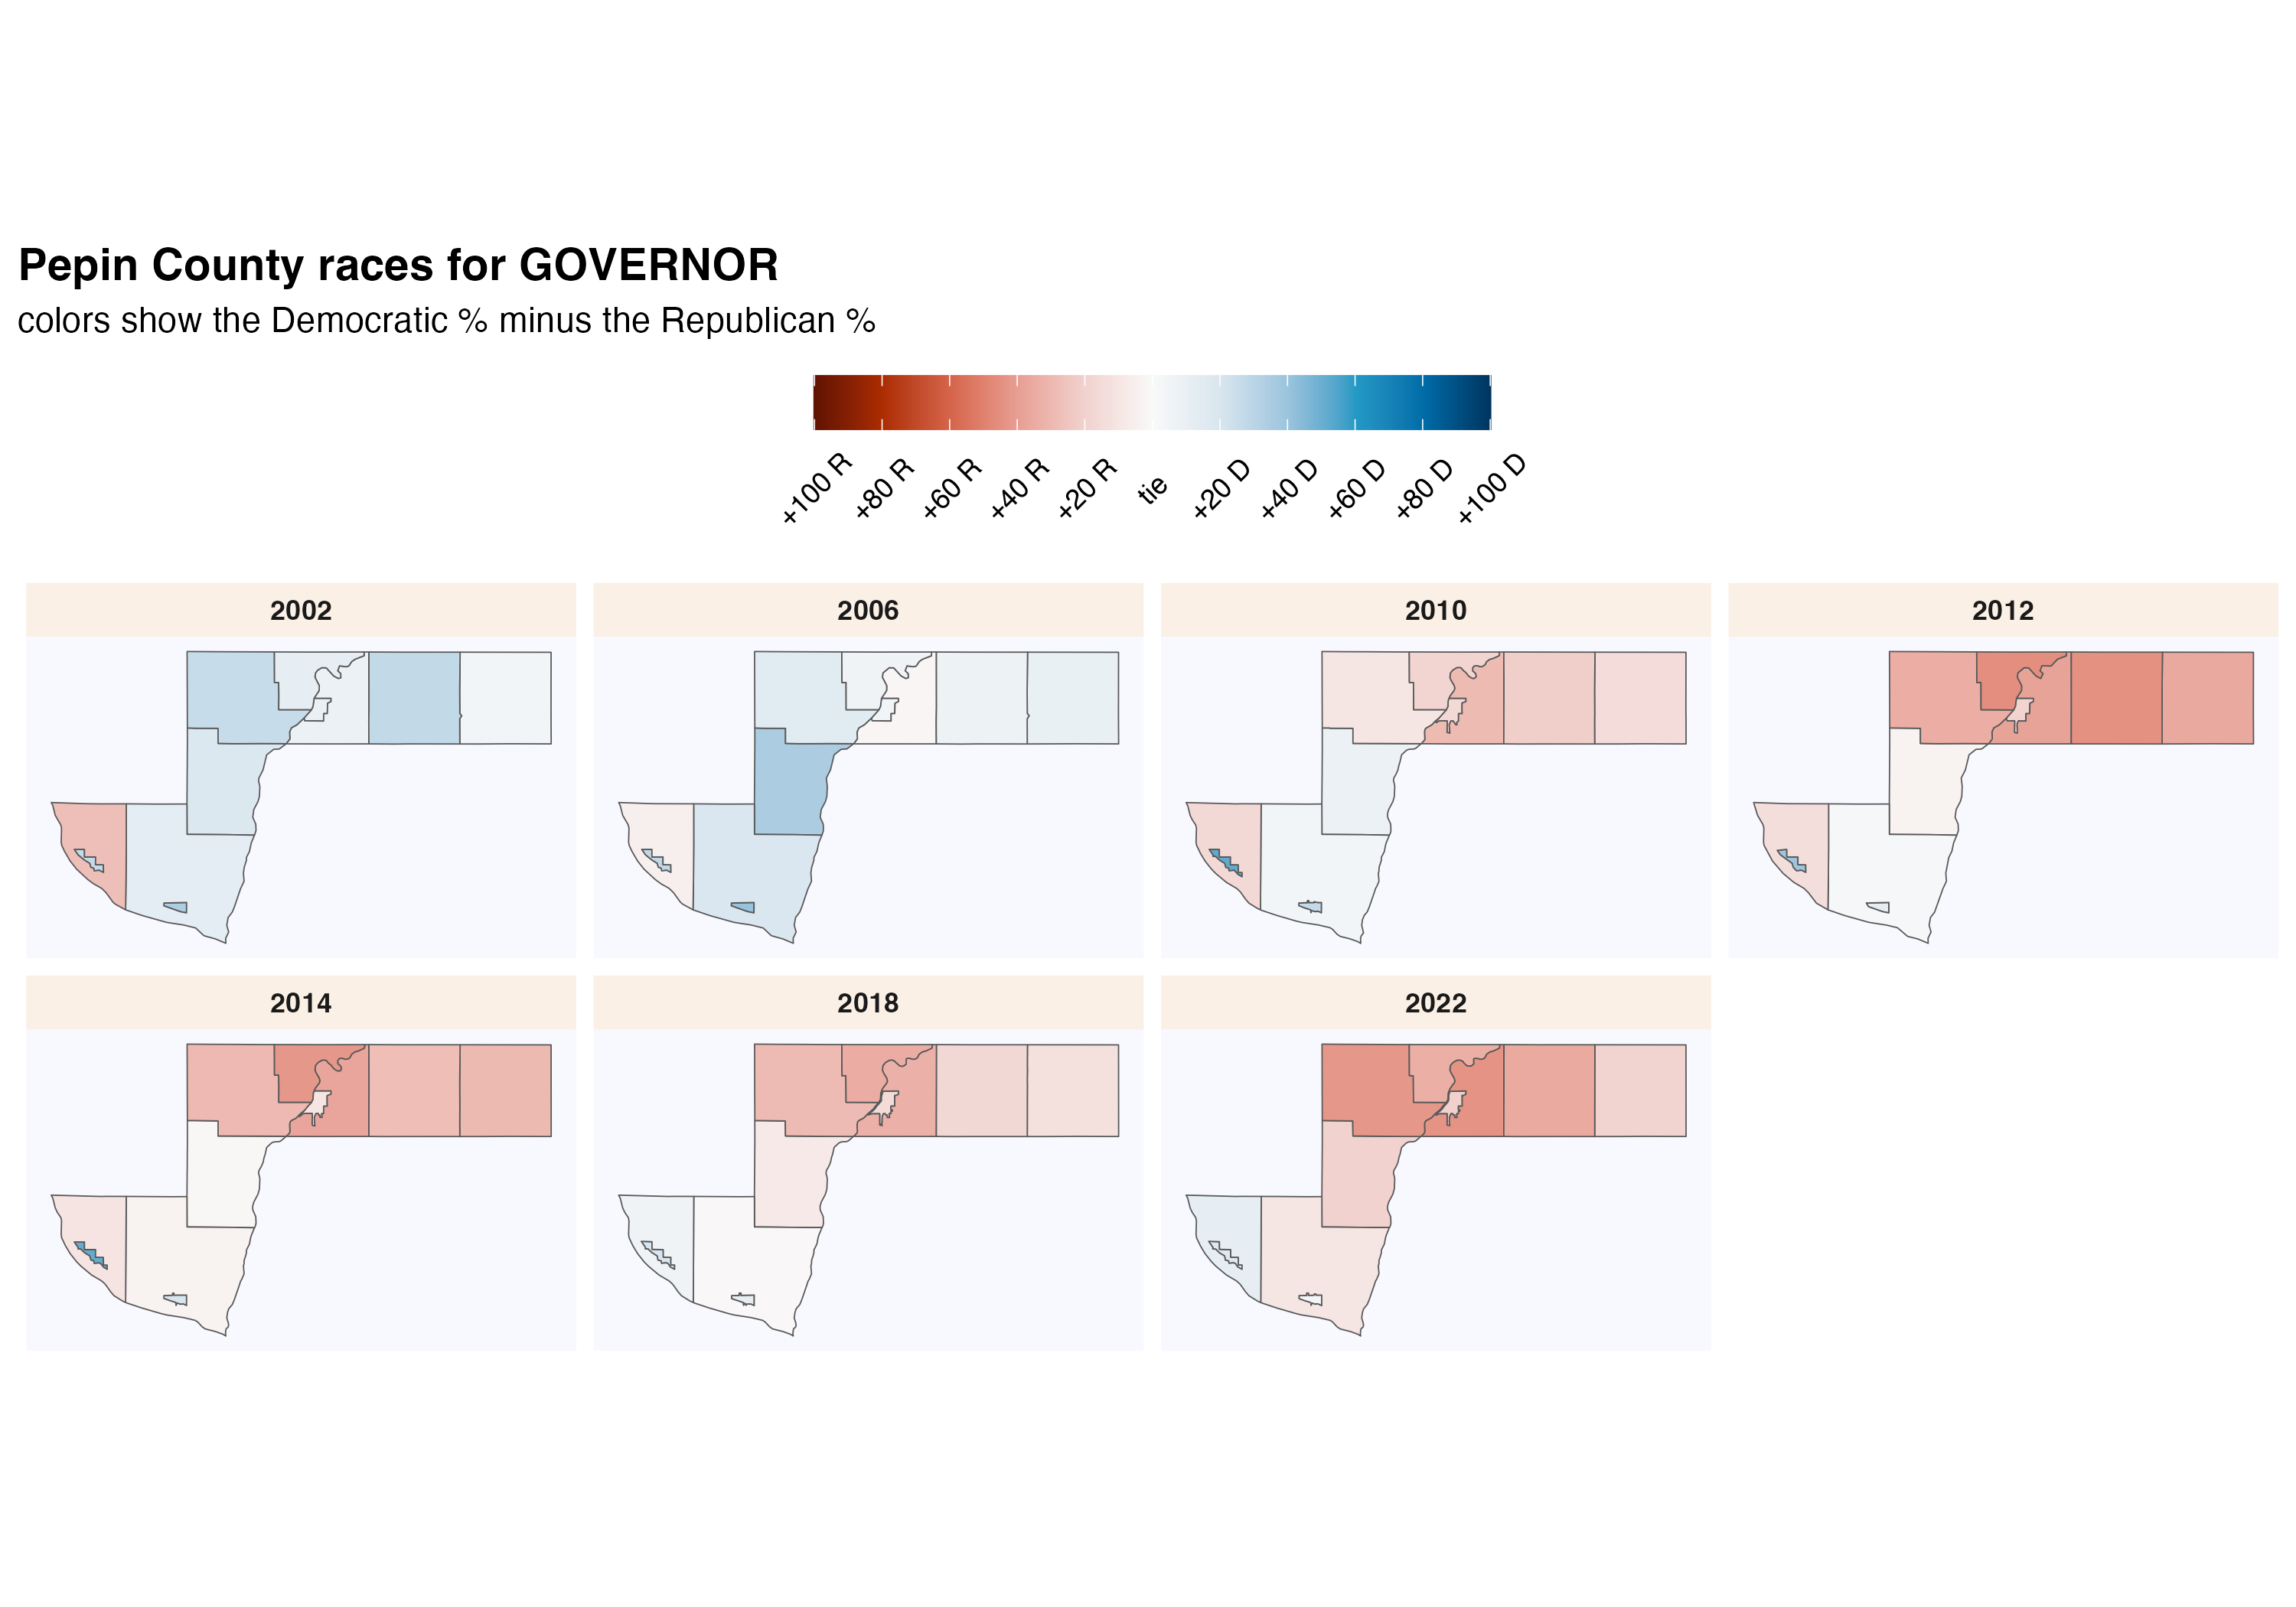 Pepin County races for GOVERNOR
colors show the Democratic % minus the Republican %
+100 R
+80 R
+60 R
+40 R
+20 R
tie
+20 D
+40 D
+60 D
+80 D
+100 D
2002
2006
2010
2012
2014
2018
2022